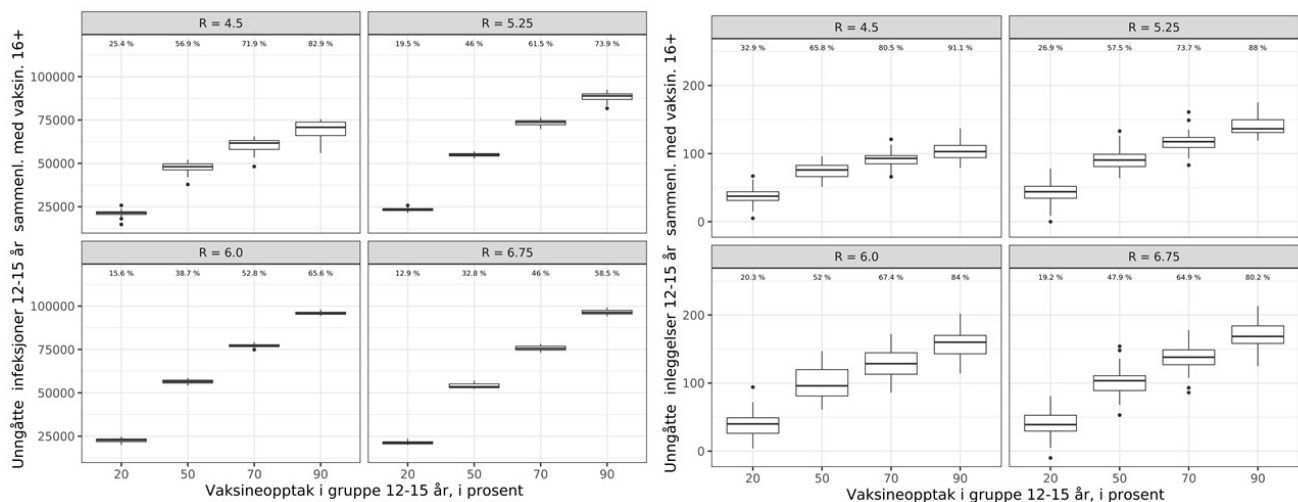 Unngåtte infeksjoner 12-15 år sammenl. med vaksin. 16+
R = 4.5
25.4 % 56.9 % 71.9 % 82.9 %
100000
75000
50000
25000
R = 5.25
19.5 % 46 % 61.5 % 73.9 %
R = 6.0
15.6 % 38.7 % 52.8 % 65.6 %
100000
75000
50000
25000
20 50 70 90
R = 6.75
12.9 % 32.8 % 46 % 58.5 %
20 50 70 90
Vaksineopptak i gruppe 12-15 år, i prosent
Unngåtte inleggelser 12-15 år sammenl. med vaksin. 16+
R = 4.5
32.9 % 65.8 % 80.5 % 91.1 %
200
100
0
R = 5.25
26.9 % 57.5 % 73.7 % 88 %
R = 6.0
20.3 % 52 % 67.4 % 84 %
200
100
0
20 50 70 90
R = 6.75
19.2 % 47.9 % 64.9 % 80.2 %
20 50 70 90
Vaksineopptak i gruppe 12-15 år, i prosent